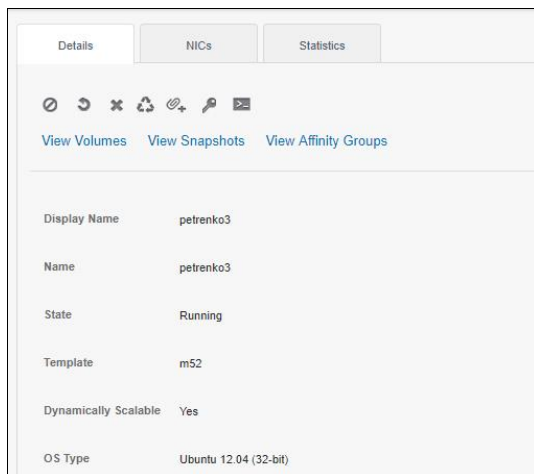 Details NICs Statistics
View Volumes View Snapshots View Affinity Groups
Display Name petrenko3
Name petrenko3
State Running
Template m52
Dynamically Scalable Yes
OS Type Ubuntu 12.04 (32-bit)